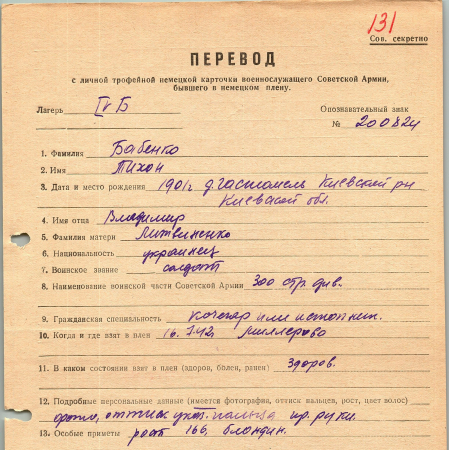 131
Сов. секретно
ПЕРЕВОД
с личной трофейной немецкой карточки военнослужащего Советской Армии,
бывшего в немецком плену.
Лагерь IV Б
Опознавательный знак
№ 200824
1. Фамилия Бабенко
2. Имя Тихон
3. Дата и место рождения 1901г. д. Гастомель Киевской рн
Киевской обл.
4. Имя отца Владимир
5. Фамилия матери Литвиненко
6. Национальность украинец
7. Воинское звание солдат
8. Наименование воинской части Советской Армии 300 стр. див.
9. Гражданская специальность Кочегар или истопник.
10. Когда и где взят в плен 16.7.42г. Миллерово
11. В каком состоянии взят в плен (здоров, болен, ранен) Здоров.
12. Подробные персональные данные (имеется фотография, оттиск пальцев, рост, цвет волос)
фото, оттиск указ. пальца пр. руки.
13. Особые приметы рост 166, блондин.